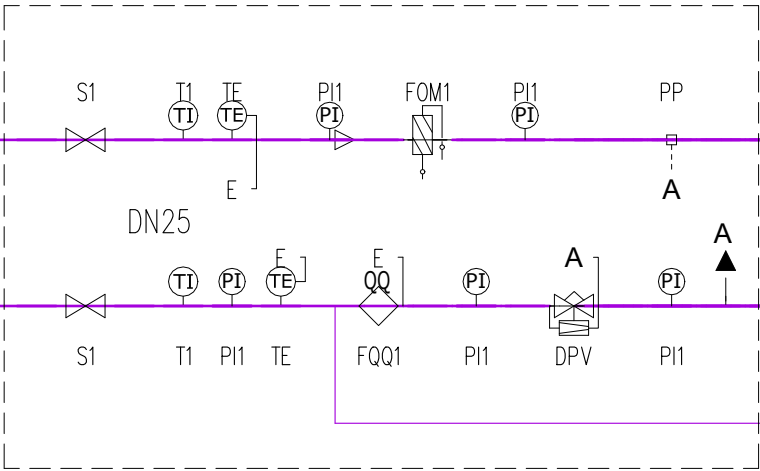 S1 T1 TE PI1 FOM1 PI1 PP
TI TE PI PI
E A
DN25
A
E E A
TI PI TE QQ PI PI
S1 T1 PI1 TE FQQ1 PI1 DPV PI1